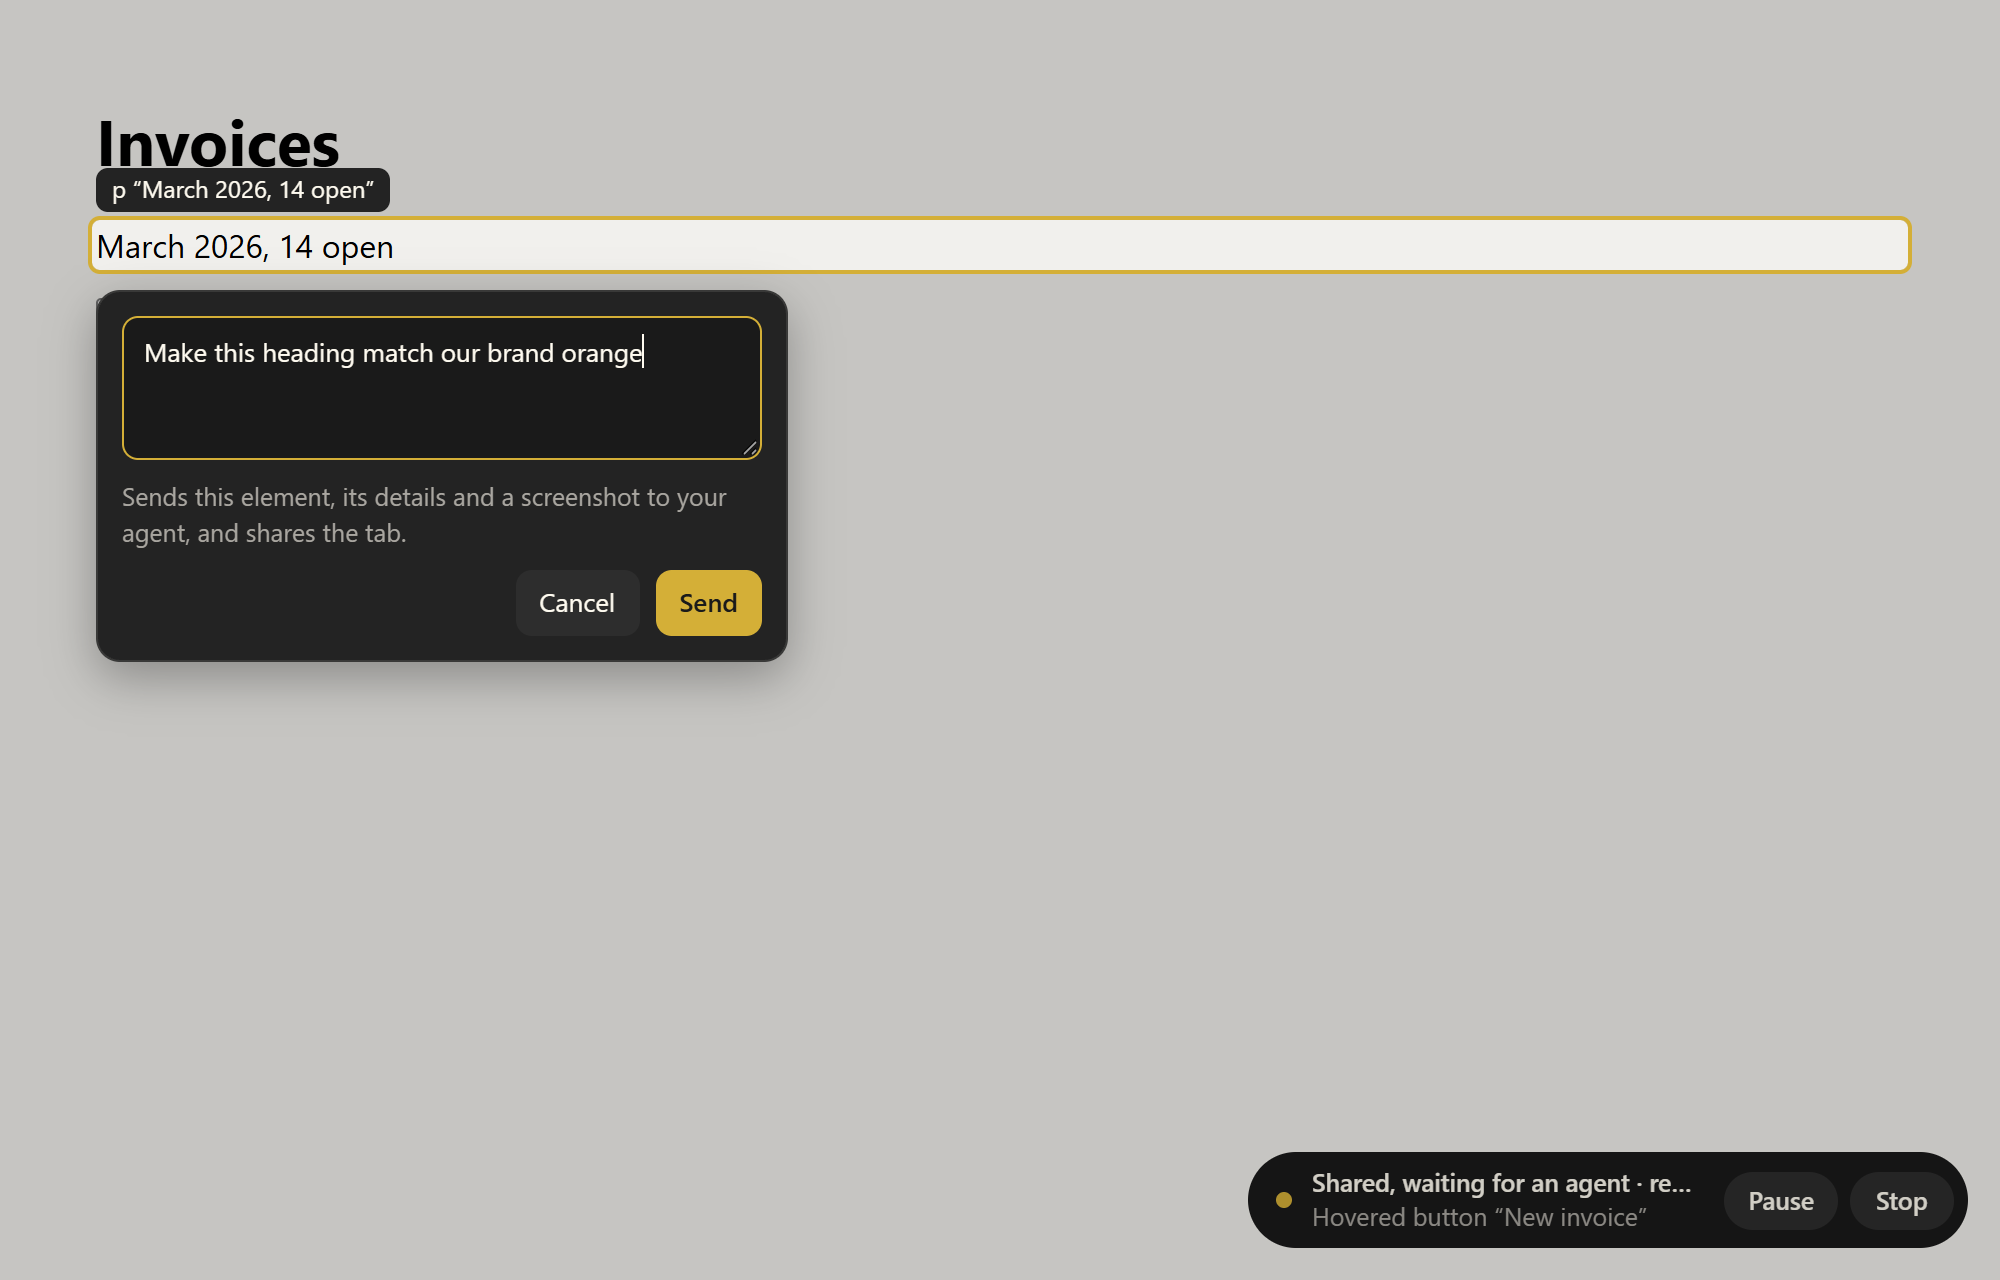 Invoices
p “March 2026, 14 open”
March 2026, 14 open
Make this heading match our brand orange
Sends this element, its details and a screenshot to your
agent, and shares the tab.
Cancel
Send
Shared, waiting for an agent · re…
Hovered button “New invoice”
Pause
Stop